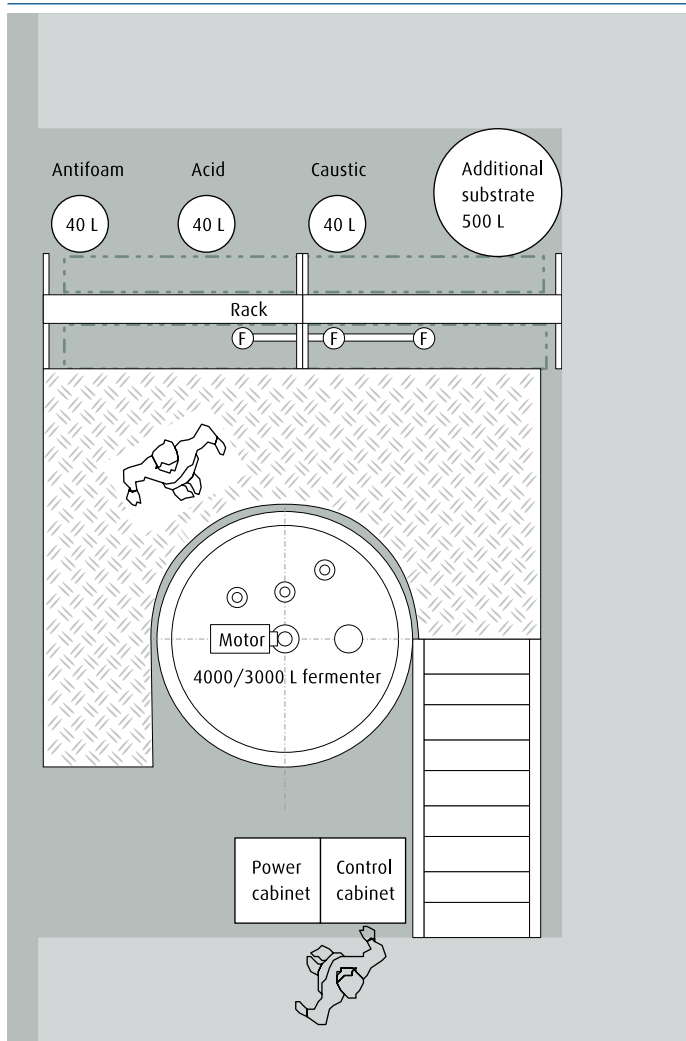 Antifoam
Acid
Caustic
Additional
substrate
500 L
40 L
40 L
40 L
Rack
F
F
F
Motor
4000/3000 L fermenter
Power
cabinet
Control
cabinet